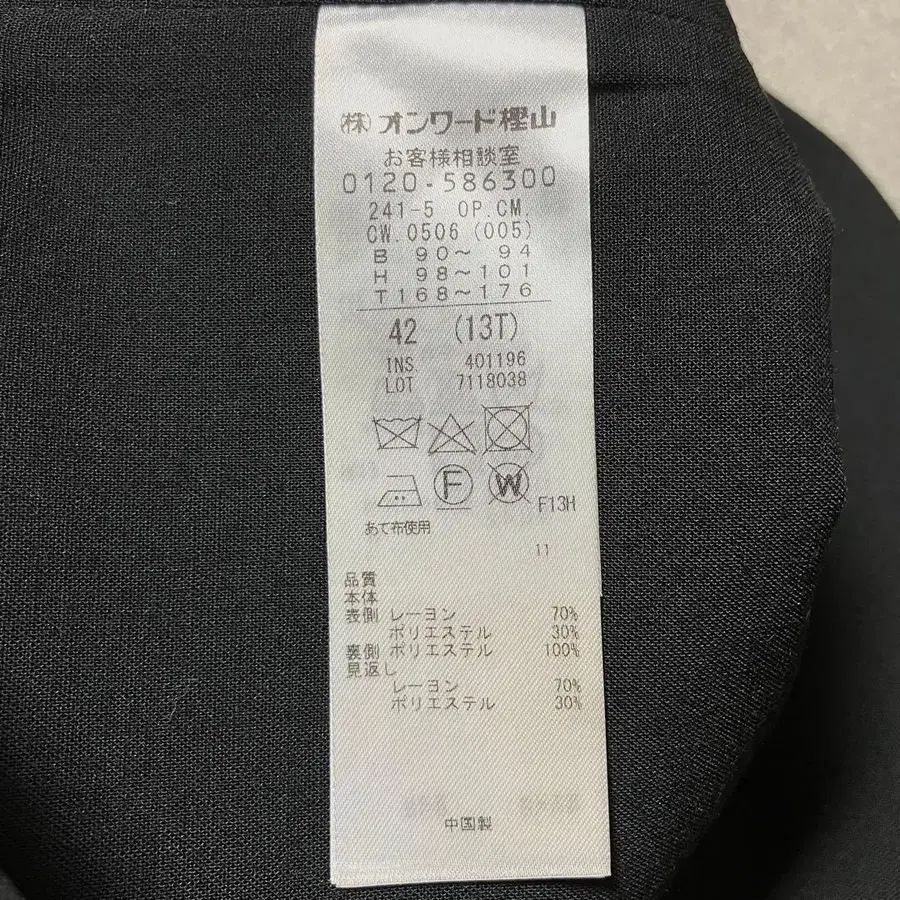 ㈱オンワード樫山
お客様相談室
0120-586300
241-5 OP.CM.
CW.0506 (005)
B 90～ 94
H 98～101
T168～176
42 (13T)
INS 401196
LOT 7118038
F
W
F13H
あて布使用
11
品質
本体
表側 レーヨン 70%
ポリエステル 30%
裏側 ポリエステル 100%
見返し
レーヨン 70%
ポリエステル 30%
中国製